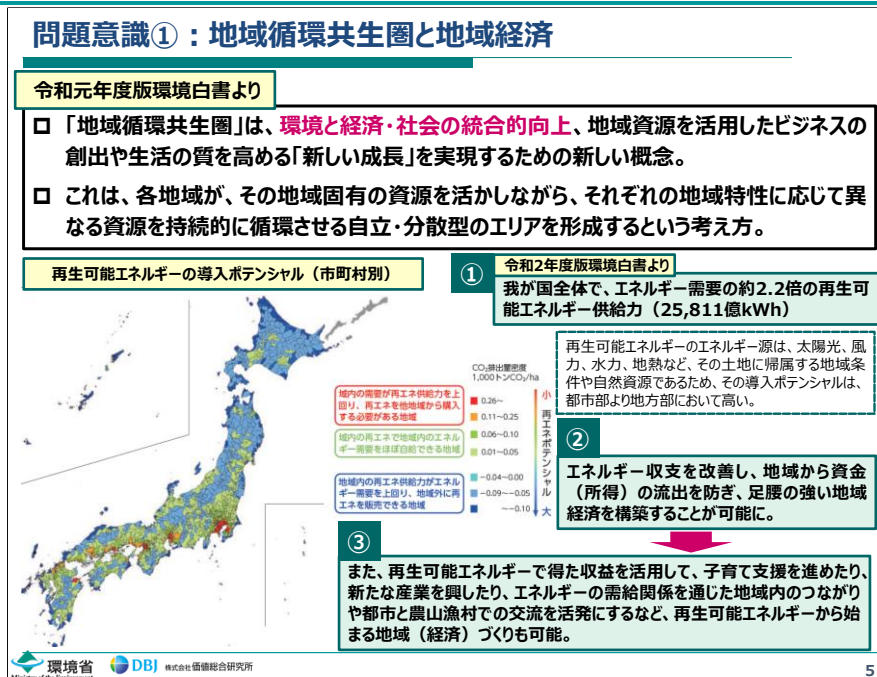 問題意識①:地域循環共生圏と地域経済
令和元年度版環境白書より
「地域循環共生圏」は、環境と経済・社会の統合的向上、地域資源を活用したビジネスの
創出や生活の質を高める「新しい成長」を実現するための新しい概念。
これは、各地域が、その地域固有の資源を活かしながら、それぞれの地域特性に応じて異
なる資源を持続的に循環させる自立・分散型のエリアを形成するという考え方。
再生可能エネルギーの導入ポテンシャル(市町村別)
①
令和2年度版環境白書より
我が国全体で、エネルギー需要の約2.2倍の再生可
能エネルギー供給力(25,811億kWh)
再生可能エネルギーのエネルギー源は、太陽光、風
力、水力、地熱など、その土地に帰属する地域条
件や自然資源であるため、その導入ポテンシャルは、
都市部より地方部において高い。
CO₂排出量密度
1,000トンCO₂/ha
域内の需要が再エネ供給力を上
回り、再エネを他地域から購入
する必要がある地域
域内の再エネで地域内のエネル
ギー需要をほぼ自給できる地域
地域内の再エネ供給力がエネル
ギー需要を上回り、地域外に再
エネを販売できる地域
0.26~
0.11~0.25
0.06~0.10
0.01~0.05
-0.04~0.00
-0.09~-0.05
~-0.10
小
再エネポテンシャル
大
②
エネルギー収支を改善し、地域から資金
(所得)の流出を防ぎ、足腰の強い地域
経済を構築することが可能に。
③
また、再生可能エネルギーで得た収益を活用して、子育て支援を進めたり、
新たな産業を興したり、エネルギーの需給関係を通じた地域内のつながり
や都市と農山漁村での交流を活発にするなど、再生可能エネルギーから始
まる地域(経済)づくりも可能。
環境省
Ministry of the Environment
DBJ 株式会社価値総合研究所
5